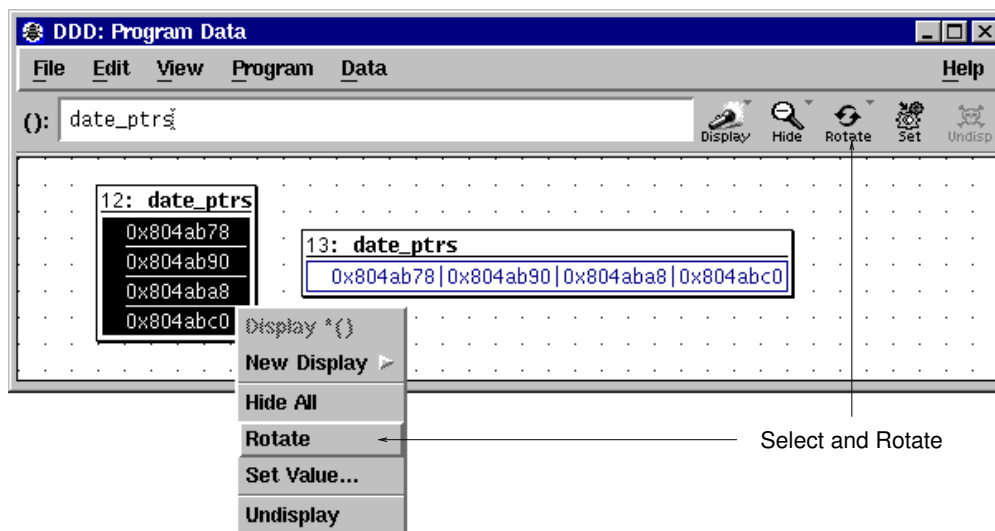 DDD: Program Data
File Edit View Program Data Help
(): date_ptrs
Display Hide Rotate Set Undisp
12: date_ptrs
0x804ab78
0x804ab90
0x804aba8
0x804abc0
13: date_ptrs
0x804ab78|0x804ab90|0x804aba8|0x804abc0
Display *()
New Display
Hide All
Rotate
Set Value...
Undisplay
Select and Rotate